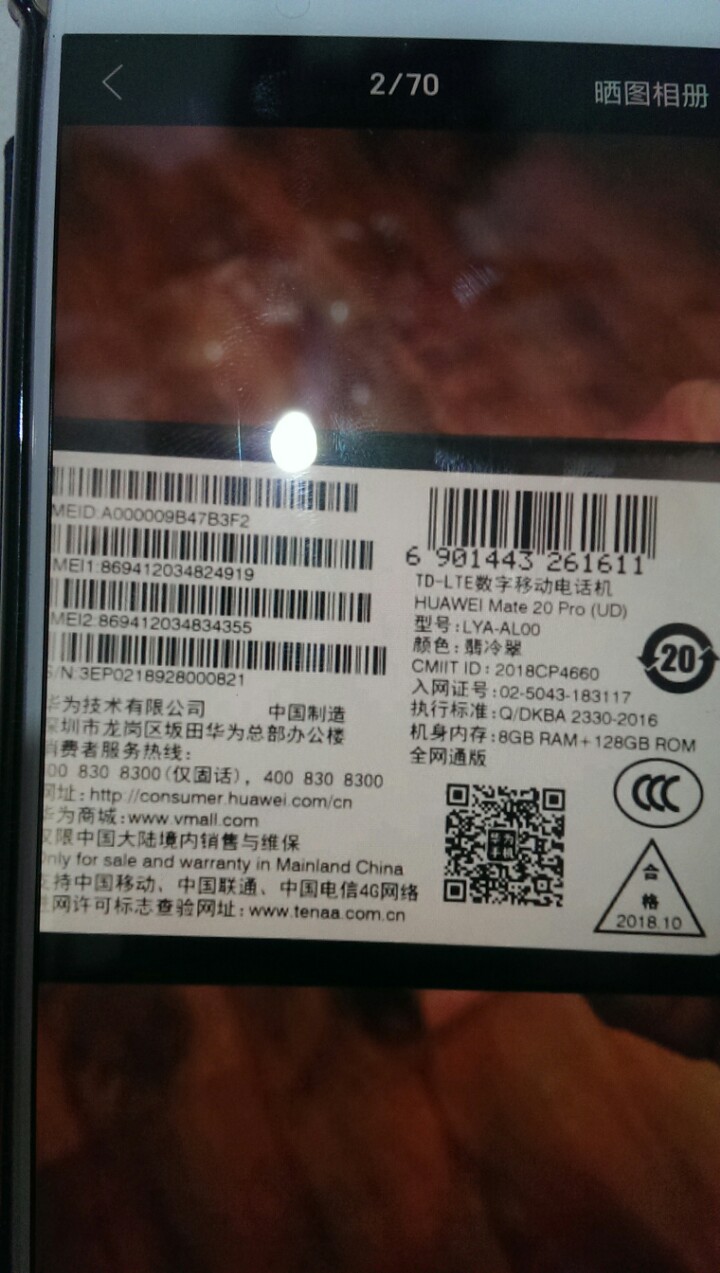 2/70
晒图相册
MEID:A000009B47B3F2
MEI1:869412034824919
MEI2:869412034834355
S/N:3EP0218928000821
华为技术有限公司 中国制造
深圳市龙岗区坂田华为总部办公楼
消费者服务热线:
00 830 8300(仅固话), 400 830 8300
网址:http://consumer.huawei.com/cn
华为商城:www.vmall.com
仅限中国大陆境内销售与维保
Only for sale and warranty in Mainland China
支持中国移动、中国联通、中国电信4G网络
进网许可标志查验网址:www.tenaa.com.cn
6 901443 261611
TD-LTE数字移动电话机
HUAWEI Mate 20 Pro (UD)
型号:LYA-AL00
颜色:翡冷翠
CMIIT ID:2018CP4660
入网证号:02-5043-183117
执行标准:Q/DKBA 2330-2016
机身内存:8GB RAM+128GB ROM
全网通版
20
CCC
合
格
2018.10